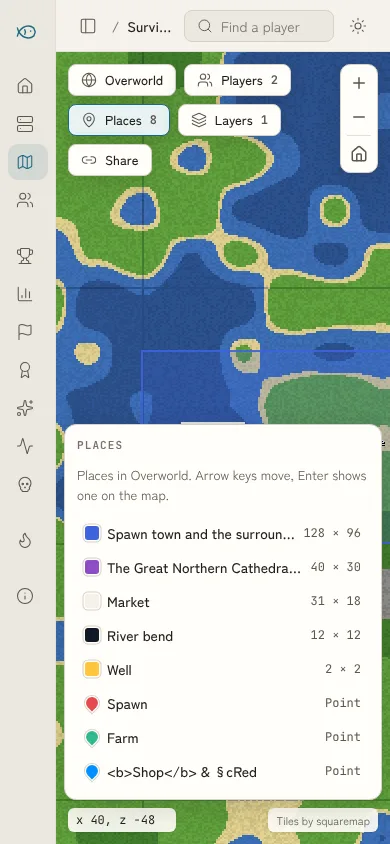 / Survi...
Find a player
Overworld
Players 2
Places 8
Layers 1
Share
PLACES
Places in Overworld. Arrow keys move, Enter shows
one on the map.
Spawn town and the surroun... 128 × 96
The Great Northern Cathedra... 40 × 30
Market 31 × 18
River bend 12 × 12
Well 2 × 2
Spawn Point
Farm Point
<b>Shop</b> & §cRed Point
x 40, z -48
Tiles by squaremap